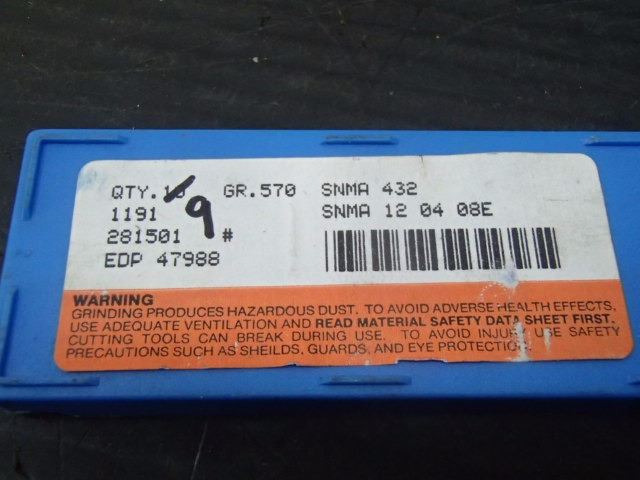 QTY.10 9 GR.570 SNMA 432
1191 SNMA 12 04 08E
281501 #
EDP 47988
WARNING
GRINDING PRODUCES HAZARDOUS DUST. TO AVOID ADVERSE HEALTH EFFECTS,
USE ADEQUATE VENTILATION AND READ MATERIAL SAFETY DATA SHEET FIRST.
CUTTING TOOLS CAN BREAK DURING USE. TO AVOID INJURY USE SAFETY
PRECAUTIONS SUCH AS SHEILDS, GUARDS, AND EYE PROTECTION.